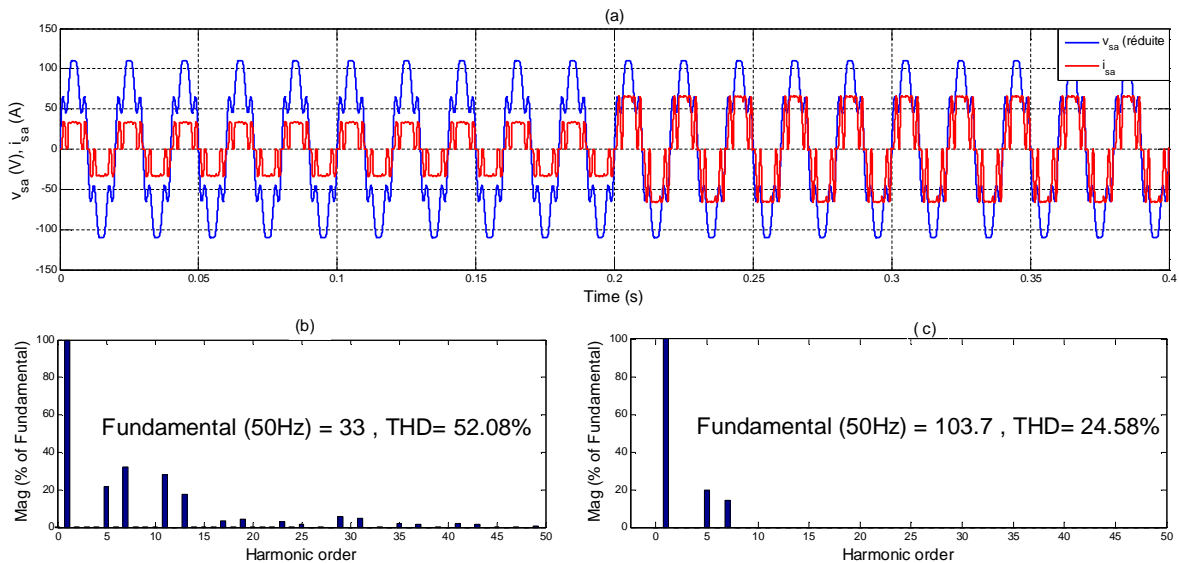 (a)
v_sa (V), i_sa (A)
150
100
50
0
-50
-100
-150
v_sa (réduite
i_sa
0 0.05 0.1 0.15 0.2 0.25 0.3 0.35 0.4
Time (s)
(b)
Mag (% of Fundamental)
100
80
60
40
20
0
Fundamental (50Hz) = 33 , THD= 52.08%
0 5 10 15 20 25 30 35 40 45 50
Harmonic order
( c)
Mag (% of Fundamental)
100
80
60
40
20
0
Fundamental (50Hz) = 103.7 , THD= 24.58%
0 5 10 15 20 25 30 35 40 45 50
Harmonic order